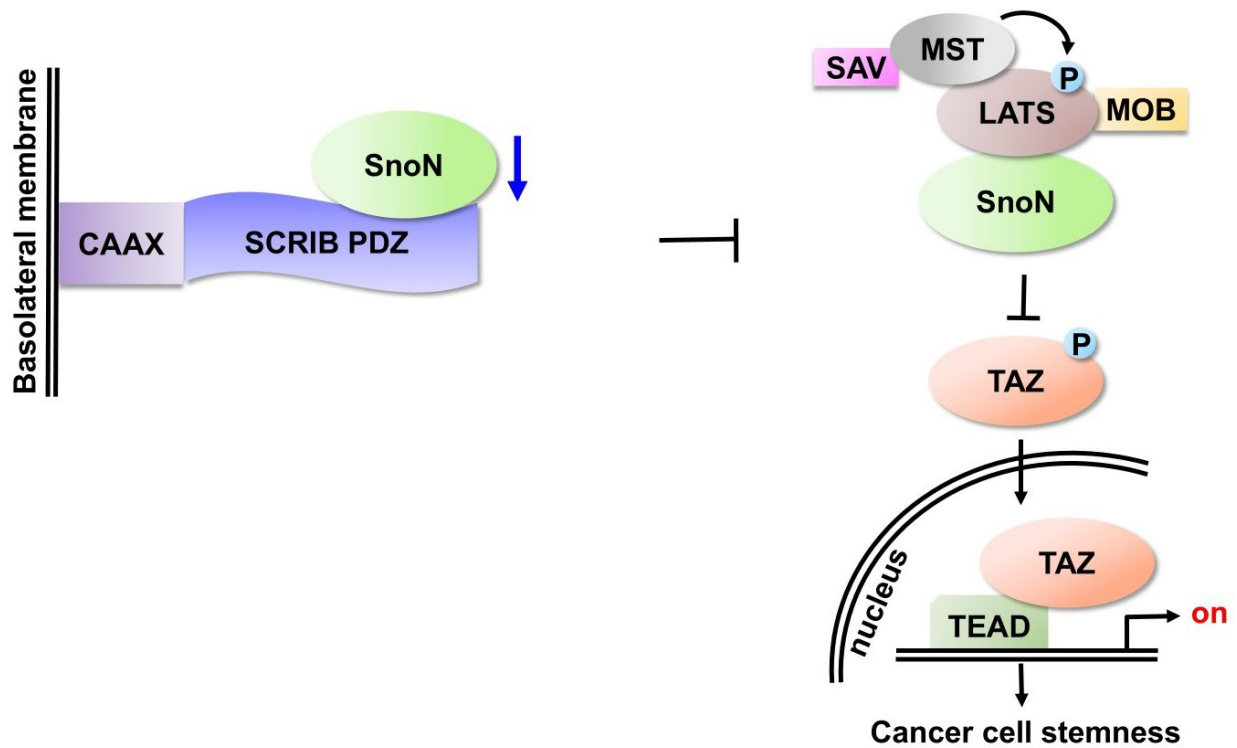 Basolateral membrane
CAAX
SCRIB PDZ
SnoN
SAV
MST
P
LATS
MOB
SnoN
P
TAZ
nucleus
TAZ
TEAD
on
Cancer cell stemness